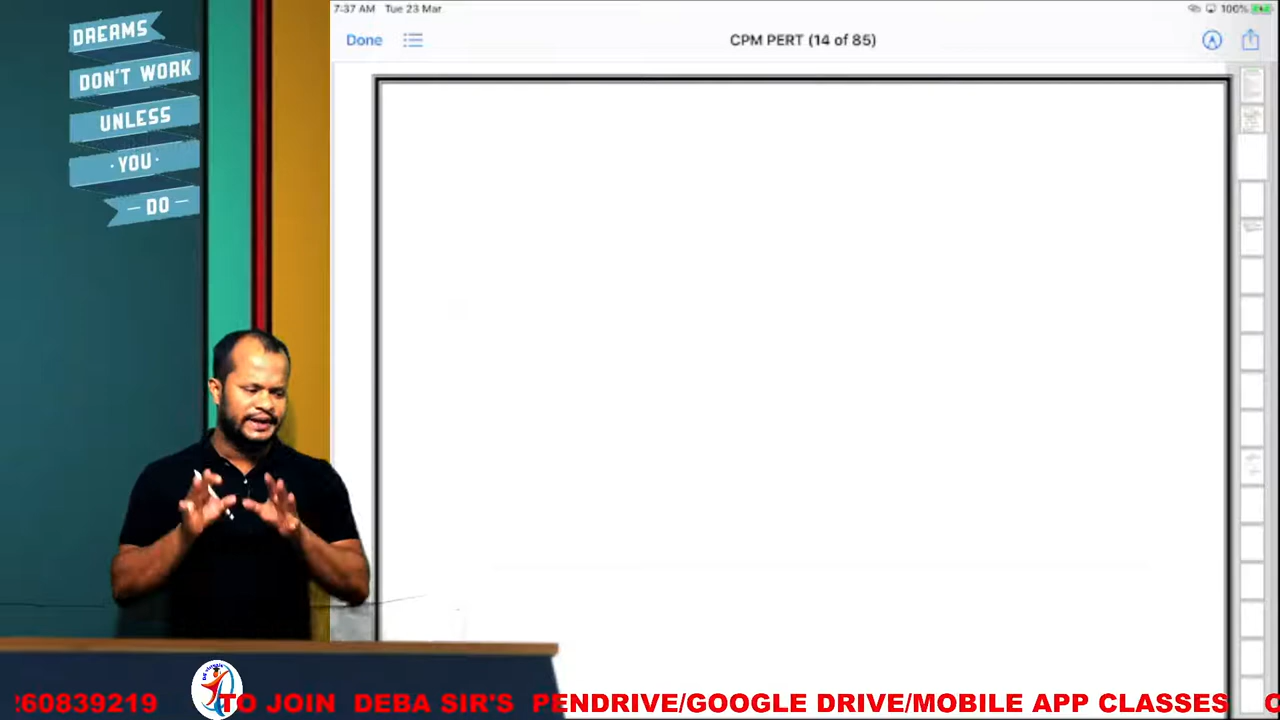 DREAMS
DON'T WORK
UNLESS
·YOU·
– DO –
7:37 AM Tue 23 Mar
100%
Done
CPM PERT (14 of 85)
260839219
TO JOIN DEBA SIR'S PENDRIVE/GOOGLE DRIVE/MOBILE APP CLASSES